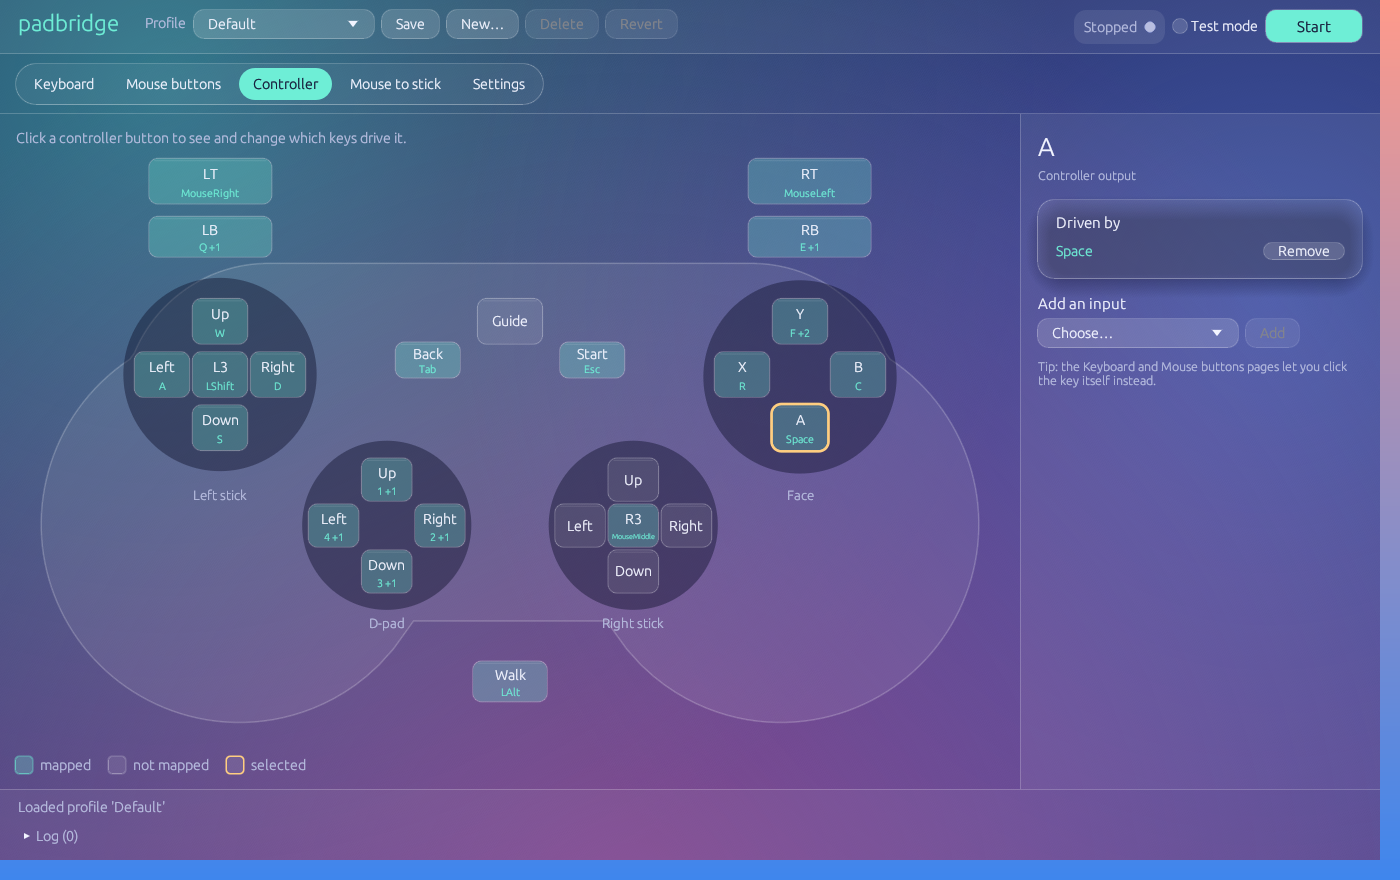 padbridge
Profile
Default
Save
New...
Delete
Revert
Stopped
Test mode
Start
Keyboard
Mouse buttons
Controller
Mouse to stick
Settings
Click a controller button to see and change which keys drive it.
LT
MouseRight
LB
Q +1
RT
MouseLeft
RB
E +1
Up
W
Left
A
L3
LShift
Right
D
Down
S
Left stick
Guide
Back
Tab
Start
Esc
Y
F +2
X
R
B
C
A
Space
Face
Up
1 +1
Left
4 +1
Right
2 +1
Down
3 +1
D-pad
Up
Left
R3
MouseMiddle
Right
Down
Right stick
Walk
LAlt
mapped
not mapped
selected
A
Controller output
Driven by
Space
Remove
Add an input
Choose...
Add
Tip: the Keyboard and Mouse buttons pages let you click
the key itself instead.
Loaded profile 'Default'
Log (0)